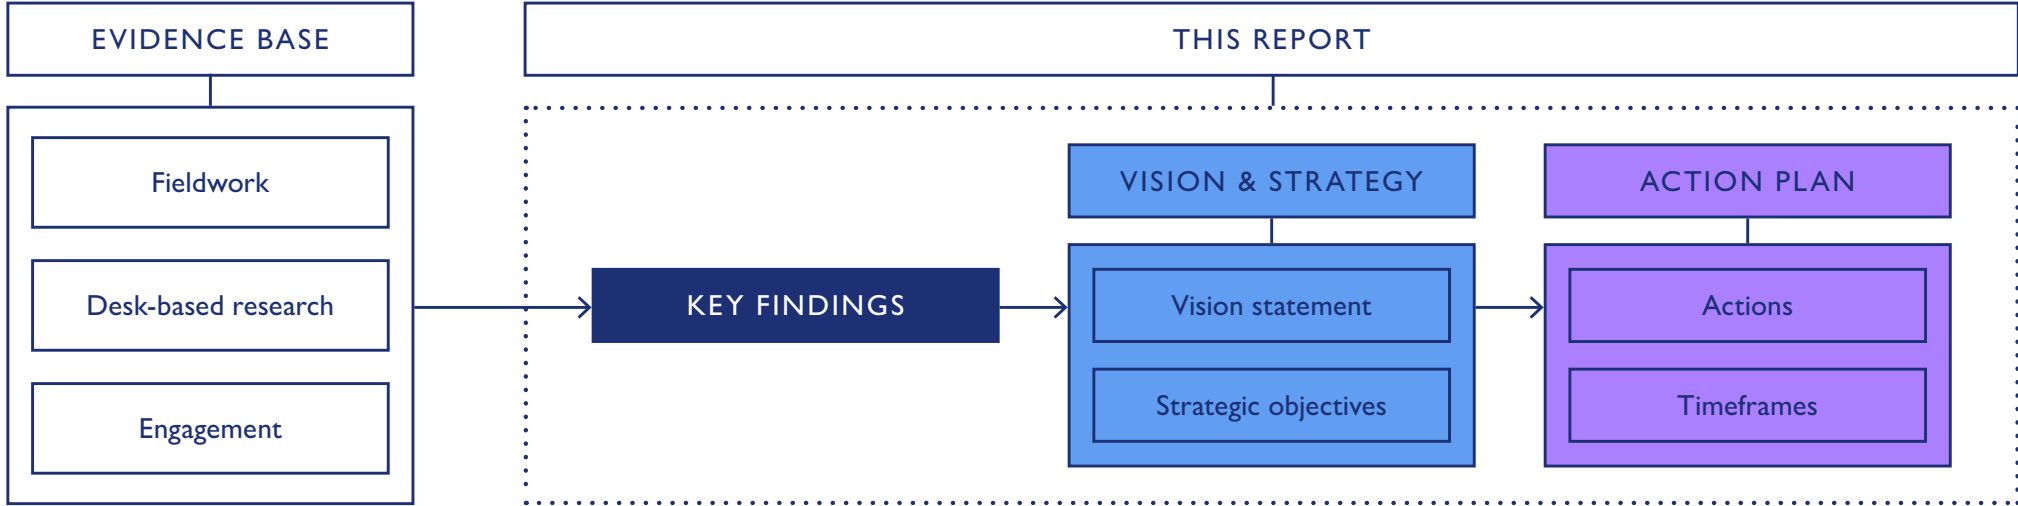 EVIDENCE BASE
Fieldwork
Desk-based research
Engagement
THIS REPORT
KEY FINDINGS
VISION & STRATEGY
Vision statement
Strategic objectives
ACTION PLAN
Actions
Timeframes